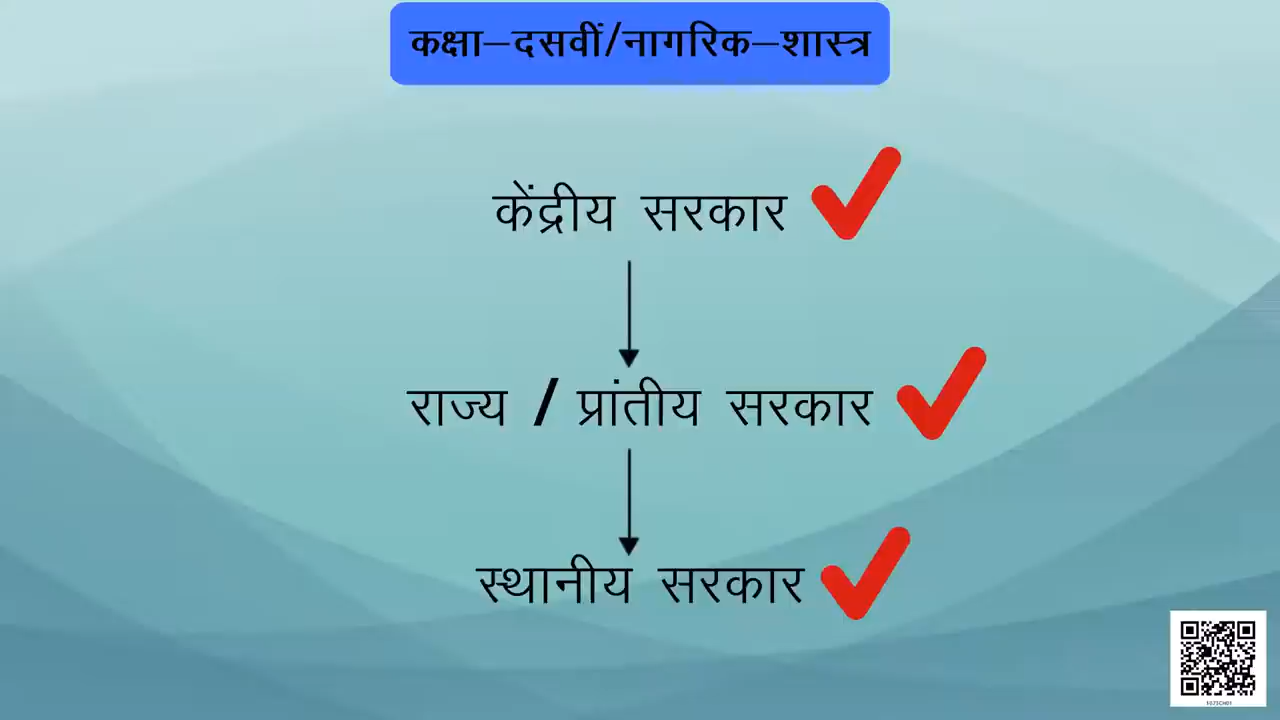 कक्षा–दसवीं/नागरिक–शास्त्र
केंद्रीय सरकार
राज्य / प्रांतीय सरकार
स्थानीय सरकार